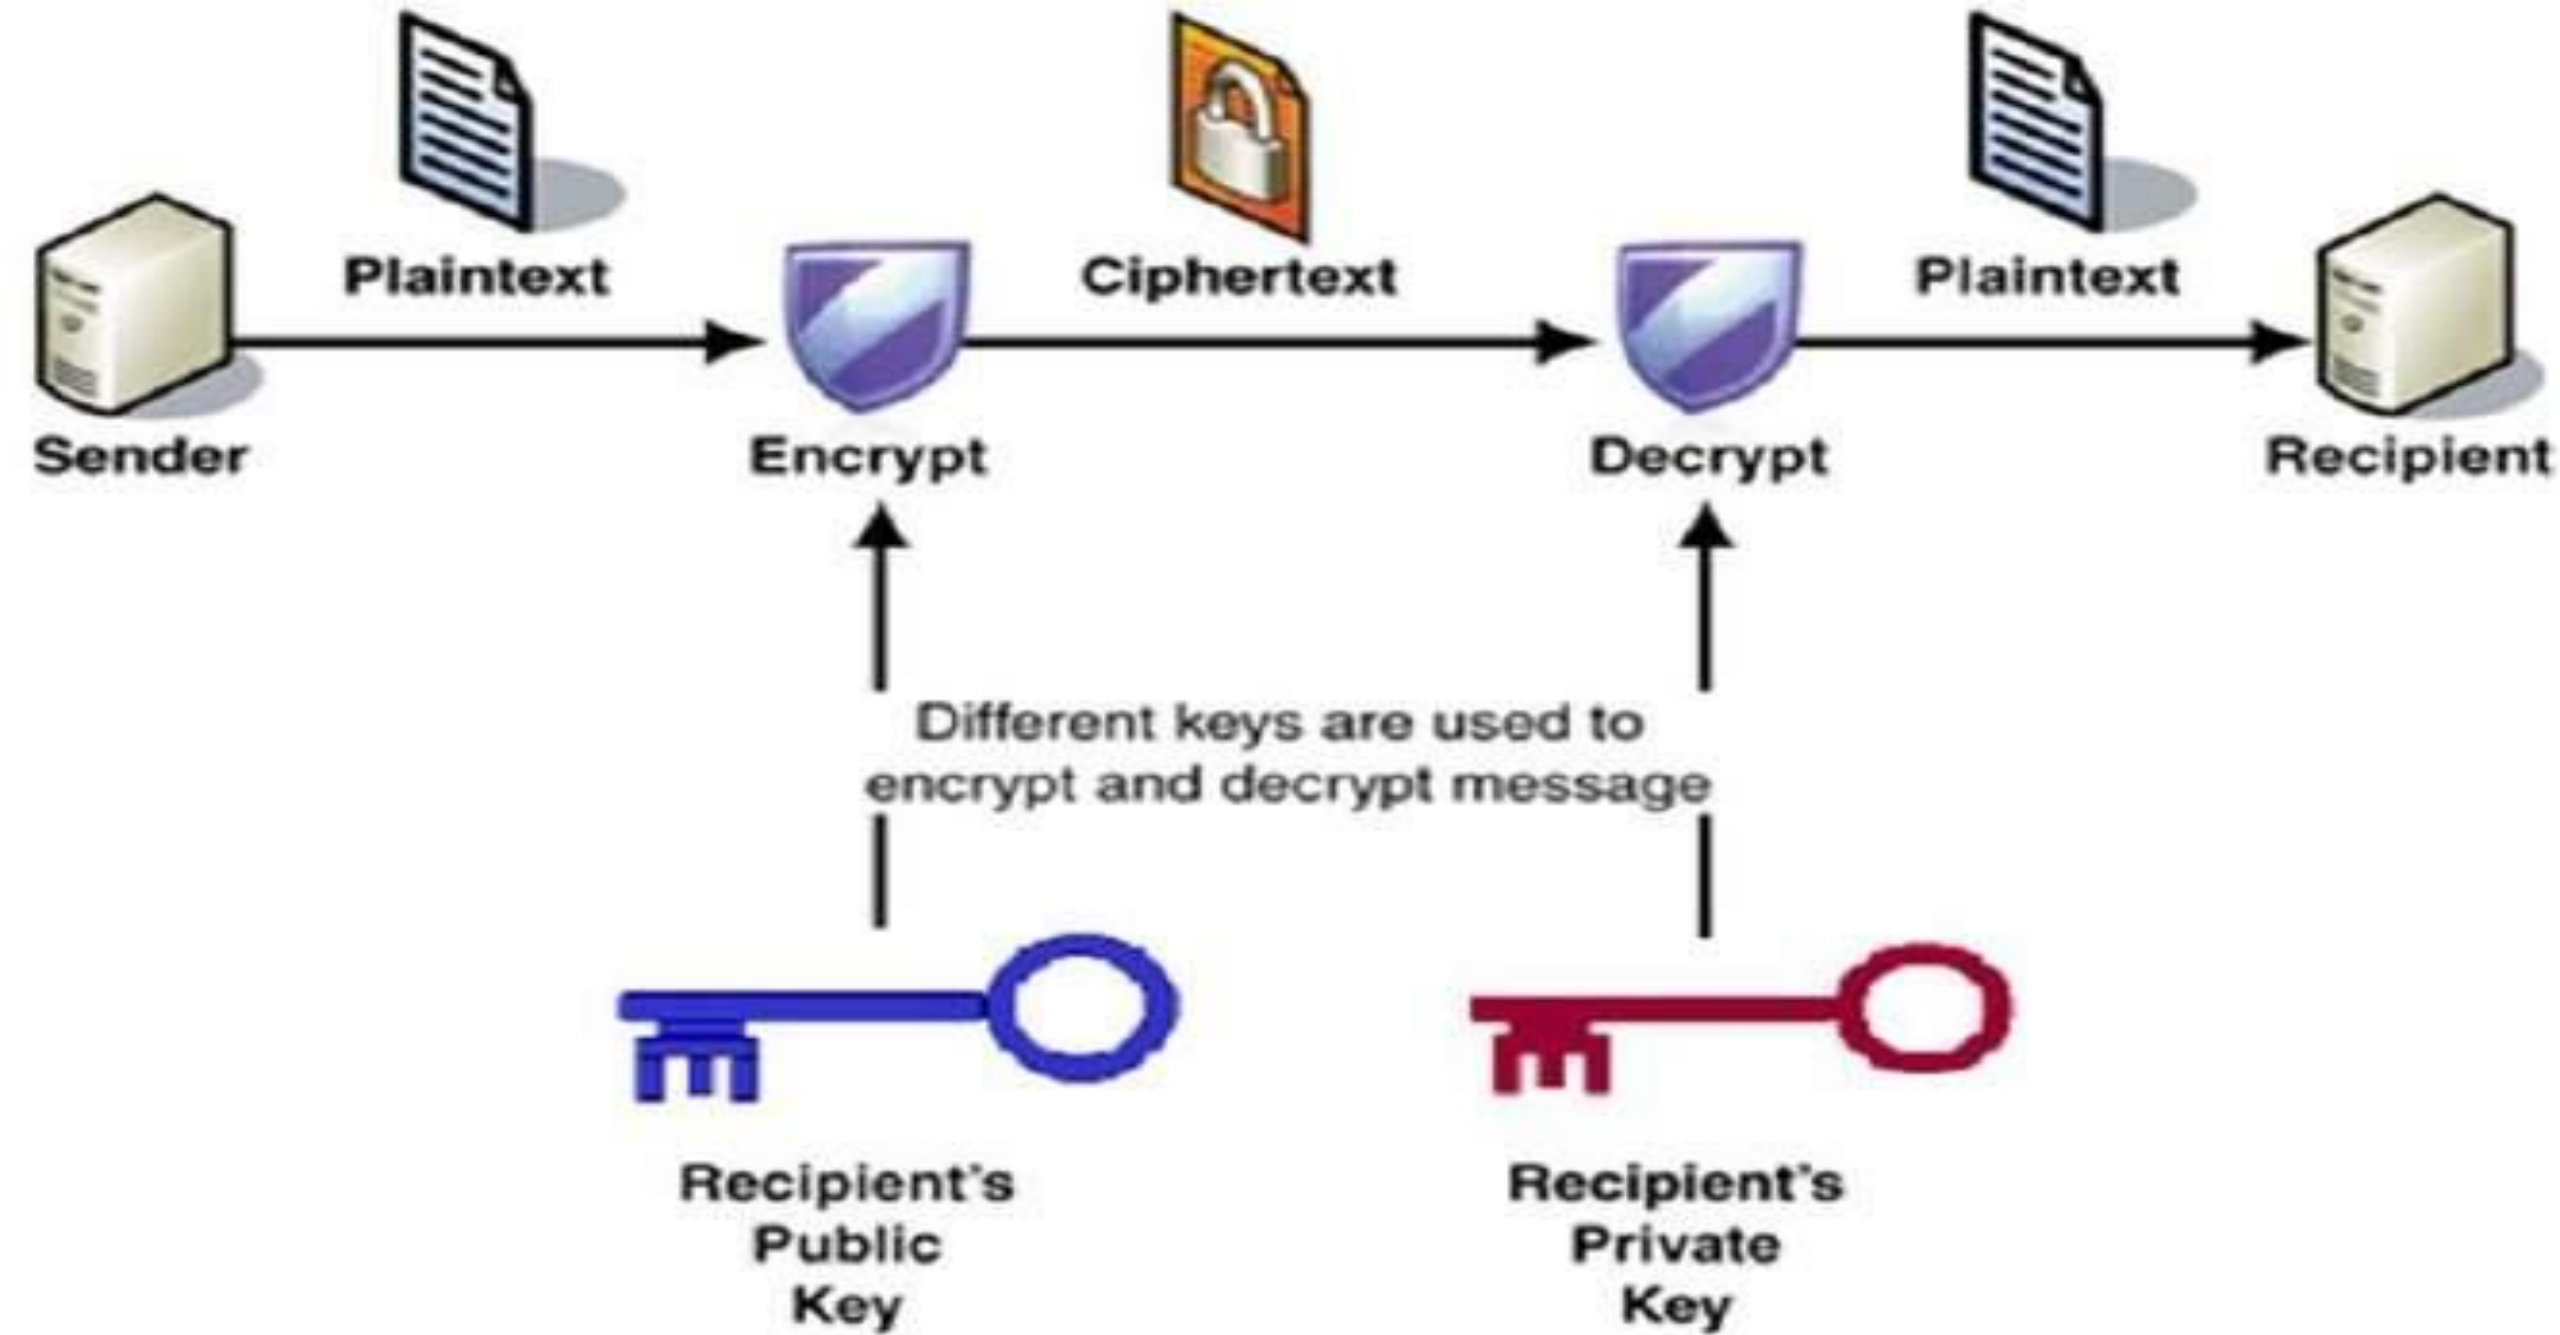 Plaintext
Ciphertext
Plaintext
Sender
Encrypt
Decrypt
Recipient
Different keys are used to
encrypt and decrypt message
Recipient's
Public
Key
Recipient's
Private
Key